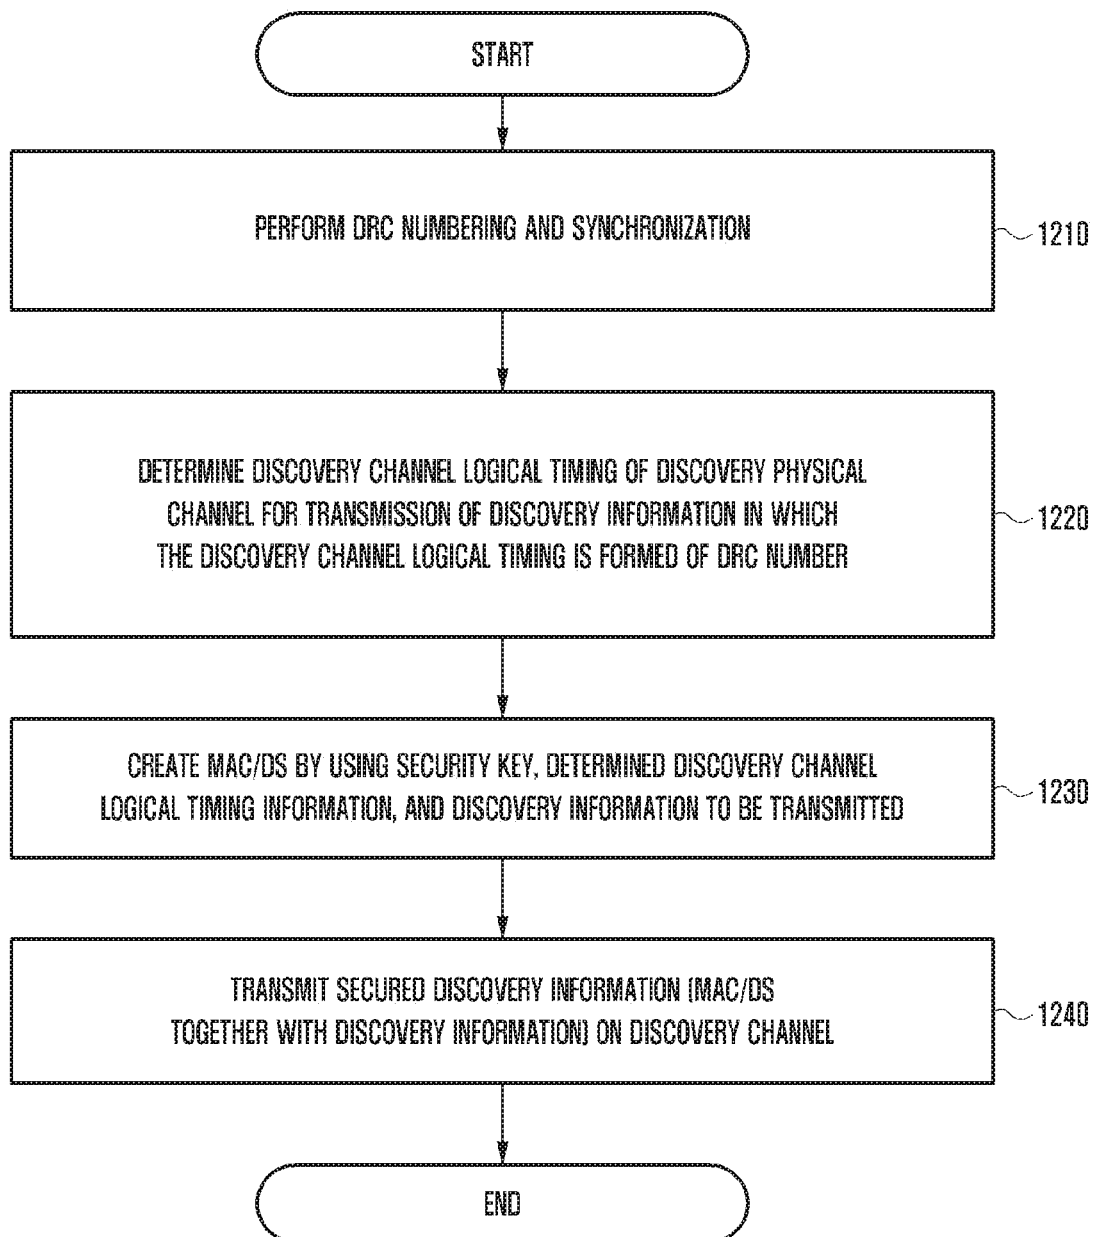 START
PERFORM DRC NUMBERING AND SYNCHRONIZATION
1210
DETERMINE DISCOVERY CHANNEL LOGICAL TIMING OF DISCOVERY PHYSICAL
CHANNEL FOR TRANSMISSION OF DISCOVERY INFORMATION IN WHICH
THE DISCOVERY CHANNEL LOGICAL TIMING IS FORMED OF DRC NUMBER
1220
CREATE MAC/DS BY USING SECURITY KEY, DETERMINED DISCOVERY CHANNEL
LOGICAL TIMING INFORMATION, AND DISCOVERY INFORMATION TO BE TRANSMITTED
1230
TRANSMIT SECURED DISCOVERY INFORMATION (MAC/DS
TOGETHER WITH DISCOVERY INFORMATION) ON DISCOVERY CHANNEL
1240
END